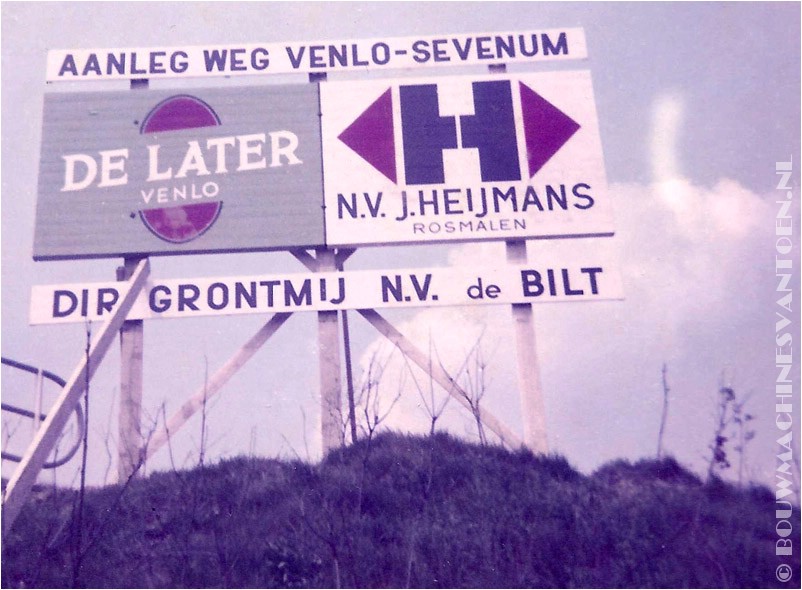 AANLEG WEG VENLO-SEVENUM
DE LATER
VENLO
H
N.V. J.HEIJMANS
ROSMALEN
DIR GRONTMIJ N.V. de BILT
© BOUWMACHINESVANTOEN.NL